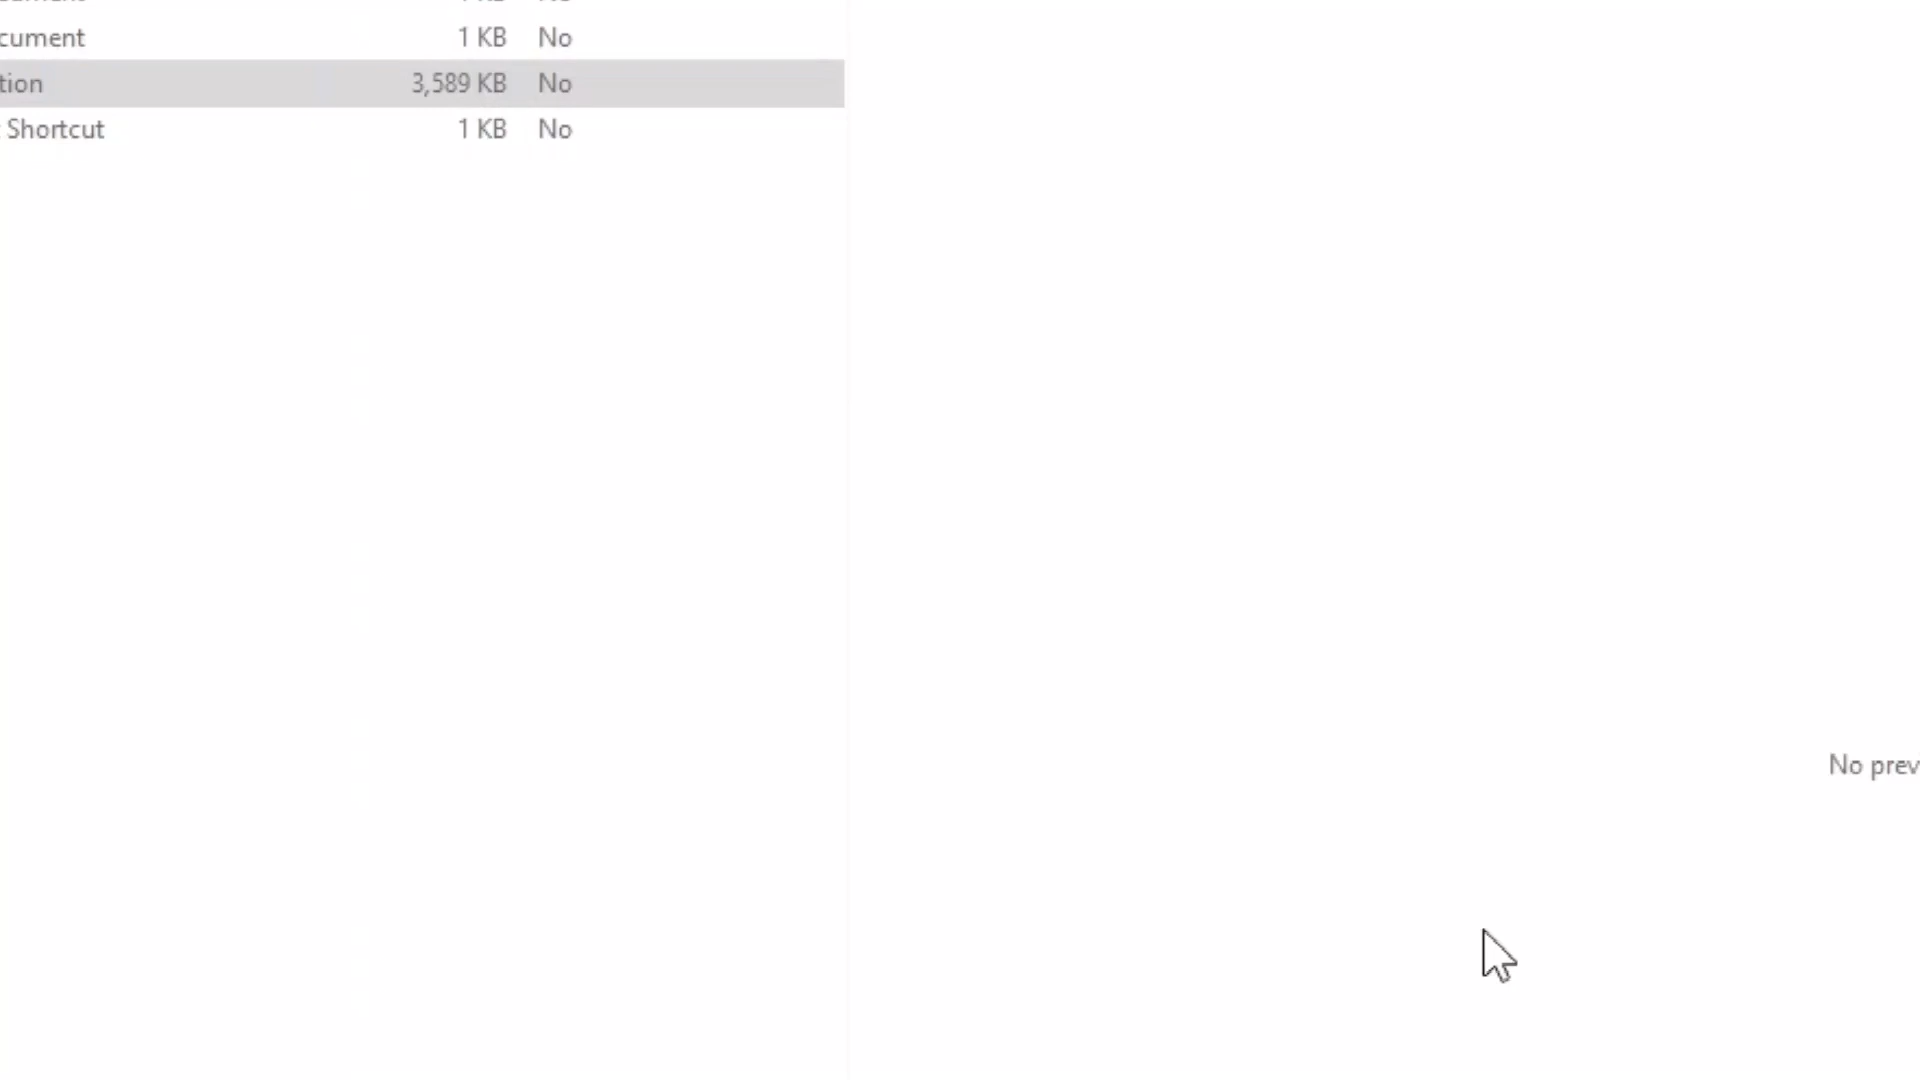 cument 1 KB No
tion 3,589 KB No
Shortcut 1 KB No
No prev